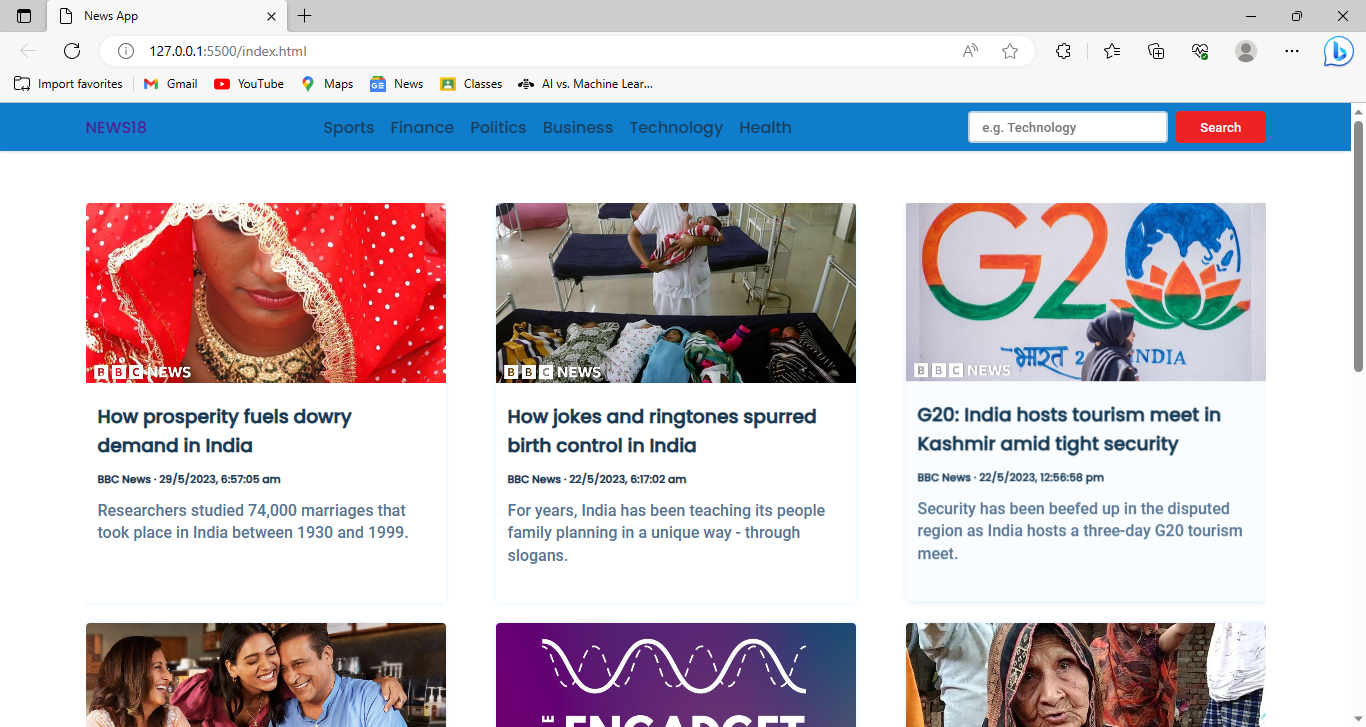 News App
127.0.0.1:5500/index.html
Import favorites Gmail YouTube Maps News Classes AI vs. Machine Lear...
NEWS18 Sports Finance Politics Business Technology Health e.g. Technology Search
BBC NEWS
How prosperity fuels dowry
demand in India
BBC News · 29/5/2023, 6:57:05 am
Researchers studied 74,000 marriages that
took place in India between 1930 and 1999.
BBC NEWS
How jokes and ringtones spurred
birth control in India
BBC News · 22/5/2023, 6:17:02 am
For years, India has been teaching its people
family planning in a unique way - through
slogans.
G20
भारत 2 INDIA
BBC NEWS
G20: India hosts tourism meet in
Kashmir amid tight security
BBC News · 22/5/2023, 12:56:58 pm
Security has been beefed up in the disputed
region as India hosts a three-day G20 tourism
meet.
ENGADGET